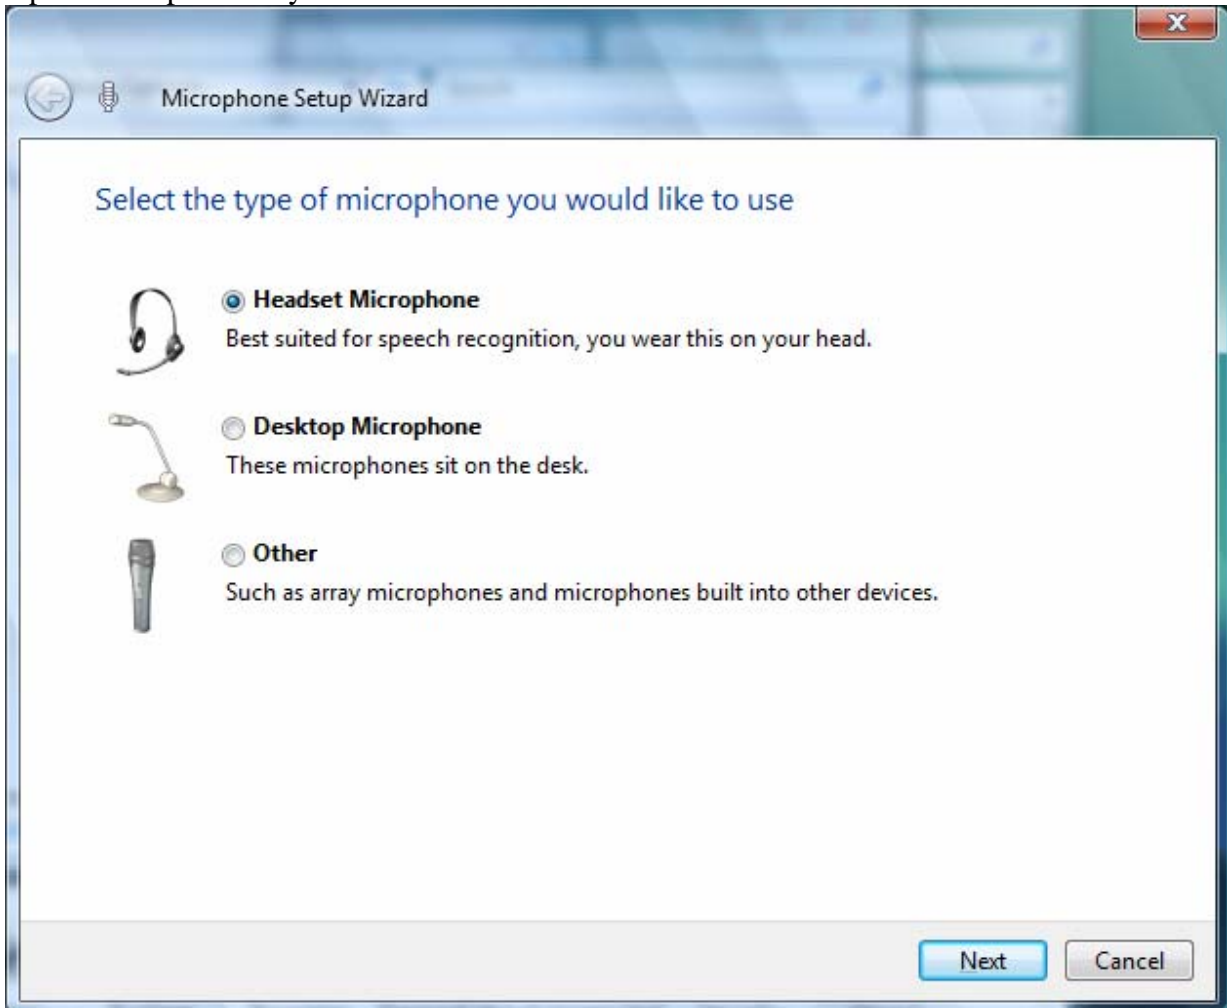 Microphone Setup Wizard
Select the type of microphone you would like to use
Headset Microphone
Best suited for speech recognition, you wear this on your head.
Desktop Microphone
These microphones sit on the desk.
Other
Such as array microphones and microphones built into other devices.
Next
Cancel